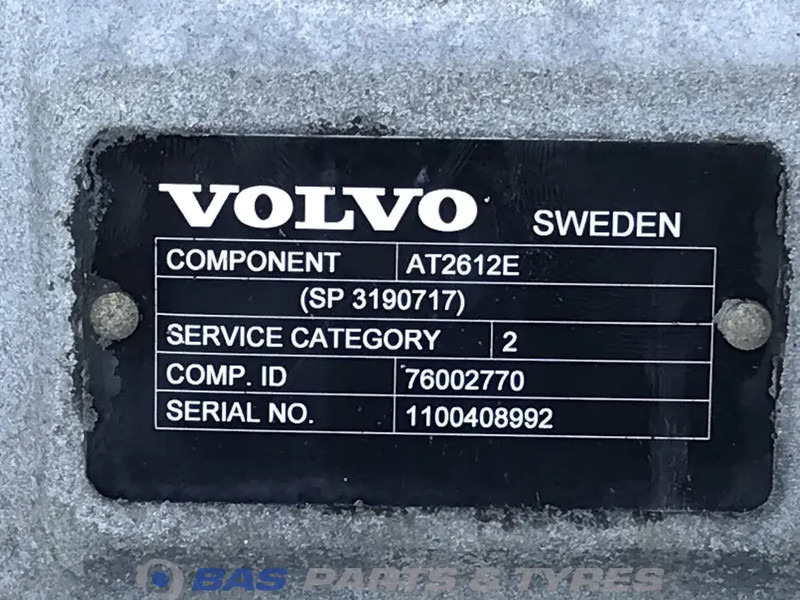 VOLVO SWEDEN
COMPONENT AT2612E
(SP 3190717)
SERVICE CATEGORY 2
COMP. ID 76002770
SERIAL NO. 1100408992
BAS PARTS & TYRES